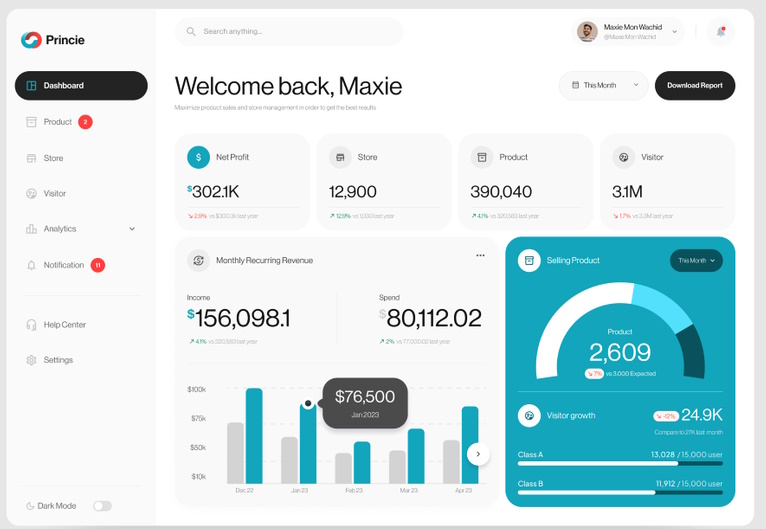 Princie
Search anything...
Maxie Mon Wachid
@Maxie Mon Wachid
Dashboard
Product 2
Store
Visitor
Analytics
Notification 11
Help Center
Settings
Dark Mode
Welcome back, Maxie
Maximize product sales and store management in order to get the best results
This Month
Download Report
$ Net Profit
$302.1K
2.9% vs $300.3k last year
Store
12,900
12.9%
last year
Product
390,040
4.1% vs 320,583 last year
Visitor
3.1M
1.7% vs 3.3M last year
Monthly Recurring Revenue
Income
$156,098.1
4.1% vs 320,583 last year
Spend
$80,112.02
2% vs 77.000.02 last year
$100k
$75k
$50k
$10k
$76,500
Jan 2023
Dec 22
Jan 23
Feb 23
Mar 23
Apr 23
Selling Product
This Month
Product
2,609
7% vs 3.000 Expected
Visitor growth
-12% 24.9K
Compare to 27K last month
Class A
13,028 / 15.000 user
Class B
11,912 / 15.000 user